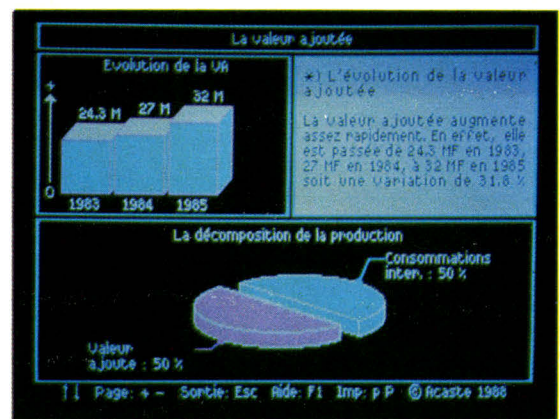 La valeur ajoutée
Evolution de la VA
+
24.3 M 27 M 32 M
0
1983 1984 1985
*) L'évolution de la valeur
ajoutée
La valeur ajoutée augmente
assez rapidement. En effet, elle
est passée de 24.3 MF en 1983,
27 MF en 1984, à 32 MF en 1985
soit une variation de 31.8 %
La décomposition de la production
Consommations
inter. : 50 %
Valeur
ajoute : 50 %
↑↓ Page: + - Sortie: Esc Aide: F1 Imp: p P © Acaste 1988